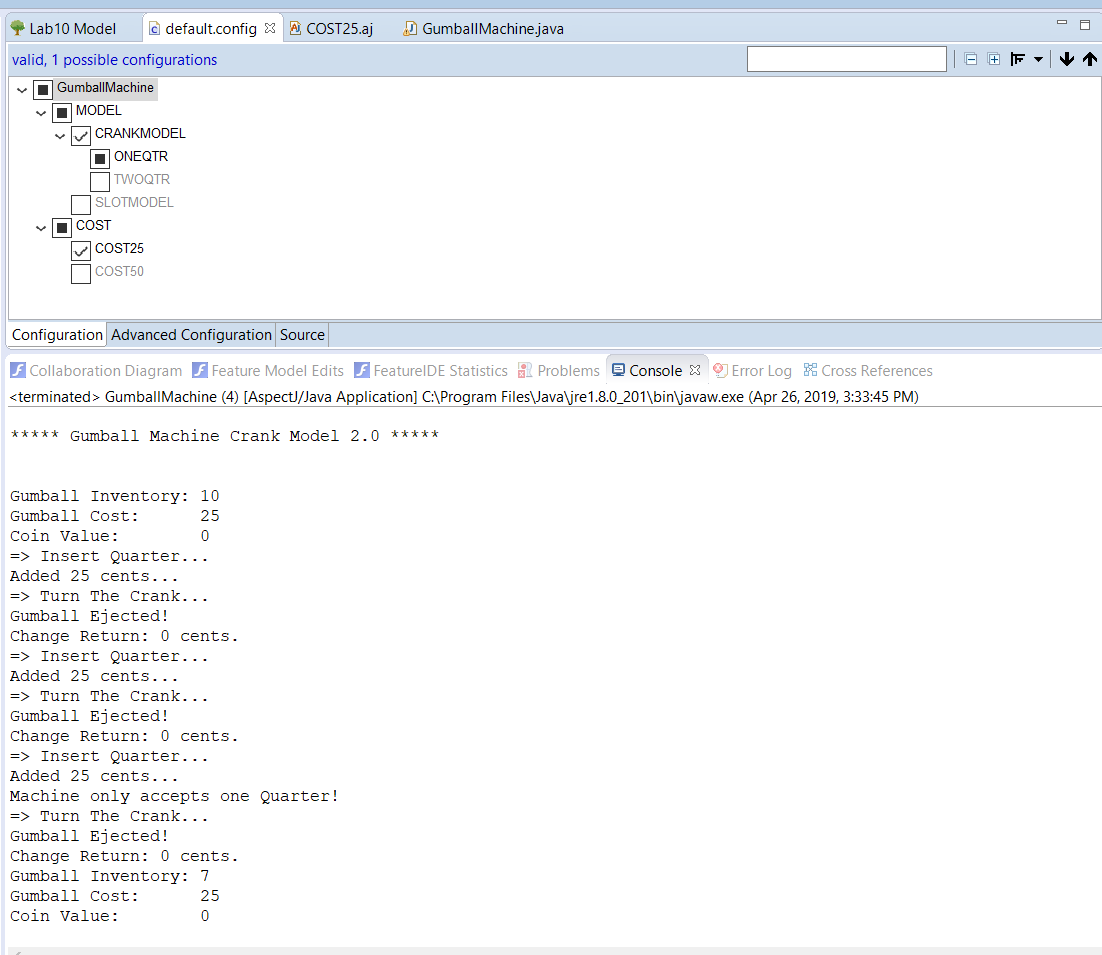 Lab10 Model default.config COST25.aj GumballMachine.java
valid, 1 possible configurations
GumballMachine
MODEL
CRANKMODEL
ONEQTR
TWOQTR
SLOTMODEL
COST
COST25
COST50
Configuration Advanced Configuration Source
Collaboration Diagram Feature Model Edits FeatureIDE Statistics Problems Console Error Log Cross References
<terminated> GumballMachine (4) [AspectJ/Java Application] C:\Program Files\Java\jre1.8.0_201\bin\javaw.exe (Apr 26, 2019, 3:33:45 PM)
***** Gumball Machine Crank Model 2.0 *****
Gumball Inventory: 10
Gumball Cost: 25
Coin Value: 0
=> Insert Quarter...
Added 25 cents...
=> Turn The Crank...
Gumball Ejected!
Change Return: 0 cents.
=> Insert Quarter...
Added 25 cents...
=> Turn The Crank...
Gumball Ejected!
Change Return: 0 cents.
=> Insert Quarter...
Added 25 cents...
Machine only accepts one Quarter!
=> Turn The Crank...
Gumball Ejected!
Change Return: 0 cents.
Gumball Inventory: 7
Gumball Cost: 25
Coin Value: 0